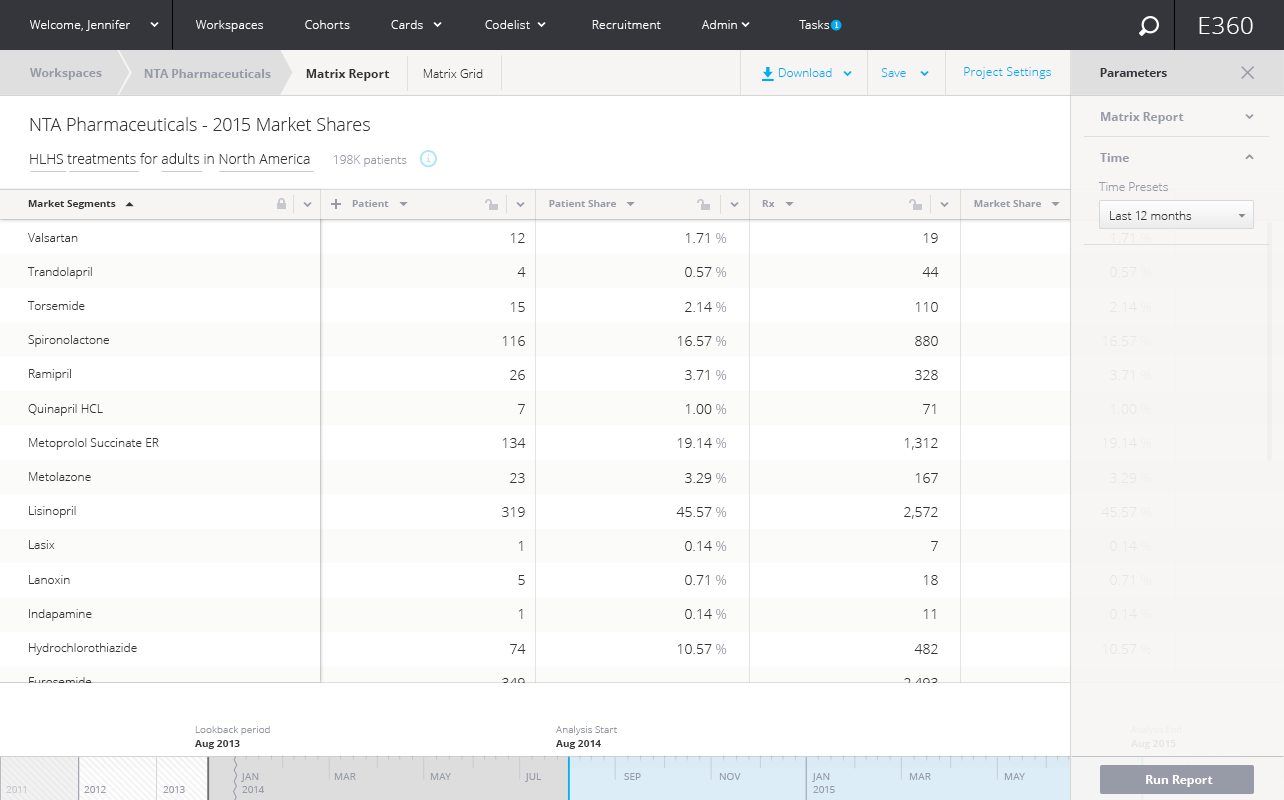 Welcome, Jennifer Workspaces Cohorts Cards Codelist Recruitment Admin Tasks 1 E360
Workspaces NTA Pharmaceuticals Matrix Report Matrix Grid Download Save Project Settings Parameters
NTA Pharmaceuticals - 2015 Market Shares
HLHS treatments for adults in North America 198K patients i
Matrix Report
Time
Time Presets
Last 12 months
Market Segments Patient Patient Share Rx Market Share
Valsartan 12 1.71 % 19 1.71 %
Trandolapril 4 0.57 % 44 0.57 %
Torsemide 15 2.14 % 110 2.14 %
Spironolactone 116 16.57 % 880 16.57 %
Ramipril 26 3.71 % 328 3.71 %
Quinapril HCL 7 1.00 % 71 1.00 %
Metoprolol Succinate ER 134 19.14 % 1,312 19.14 %
Metolazone 23 3.29 % 167 3.29 %
Lisinopril 319 45.57 % 2,572 45.57 %
Lasix 1 0.14 % 7 0.14 %
Lanoxin 5 0.71 % 18 0.71 %
Indapamine 1 0.14 % 11 0.14 %
Hydrochlorothiazide 74 10.57 % 482 10.57 %
Furosemide 349 2,493
Lookback period Analysis Start Analysis End
Aug 2013 Aug 2014 Aug 2015
JAN MAR MAY JUL SEP NOV JAN MAR MAY
2011 2012 2013 2014 2015
Run Report